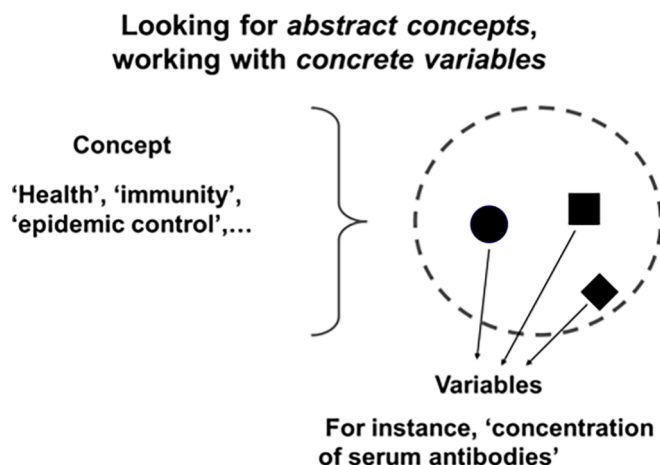 Looking for abstract concepts,
working with concrete variables
Concept
‘Health’, ‘immunity’,
‘epidemic control’,...
Variables
For instance, ‘concentration
of serum antibodies’